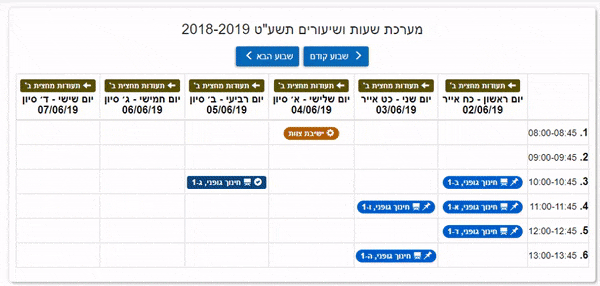 מערכת שעות ושיעורים תשע"ט 2018-2019
שבוע קודם
שבוע הבא
תעודות מחצית ב'
תעודות מחצית ב'
תעודות מחצית ב'
תעודות מחצית ב'
תעודות מחצית ב'
תעודות מחצית ב'
יום ראשון - כח אייר
02/06/19
יום שני - כט אייר
03/06/19
יום שלישי - א׳ סיון
04/06/19
יום רביעי - ב׳ סיון
05/06/19
יום חמישי - ג׳ סיון
06/06/19
יום שישי - ד׳ סיון
07/06/19
1. 08:00-08:45
ישיבת צוות
2. 09:00-09:45
3. 10:00-10:45
חינוך גופני, ב-1
חינוך גופני, ג-1
4. 11:00-11:45
חינוך גופני, א-1
חינוך גופני, ו-1
5. 12:00-12:45
חינוך גופני, ד-1
6. 13:00-13:45
חינוך גופני, ה-1